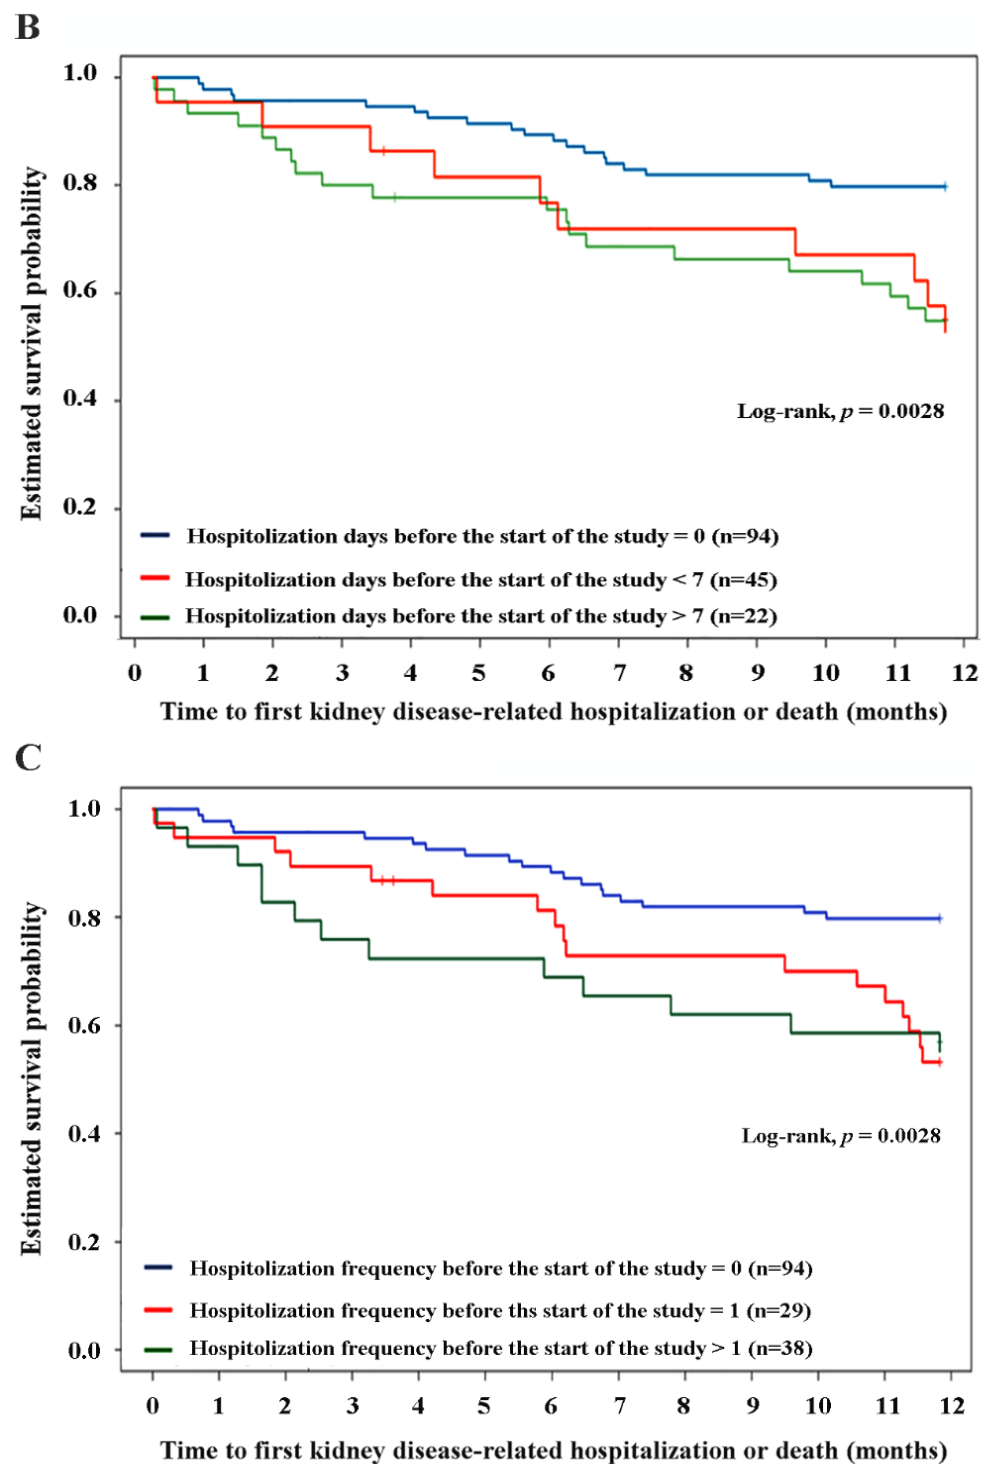 B
Estimated survival probability
1.0
0.8
0.6
0.4
0.2
0.0
Log-rank, p = 0.0028
Hospitolization days before the start of the study = 0 (n=94)
Hospitolization days before the start of the study < 7 (n=45)
Hospitolization days before the start of the study > 7 (n=22)
0 1 2 3 4 5 6 7 8 9 10 11 12
Time to first kidney disease-related hospitalization or death (months)
C
Estimated survival probability
1.0
0.8
0.6
0.4
0.2
0.0
Log-rank, p = 0.0028
Hospitolization frequency before the start of the study = 0 (n=94)
Hospitolization frequency before ths start of the study = 1 (n=29)
Hospitolization frequency before the start of the study > 1 (n=38)
0 1 2 3 4 5 6 7 8 9 10 11 12
Time to first kidney disease-related hospitalization or death (months)